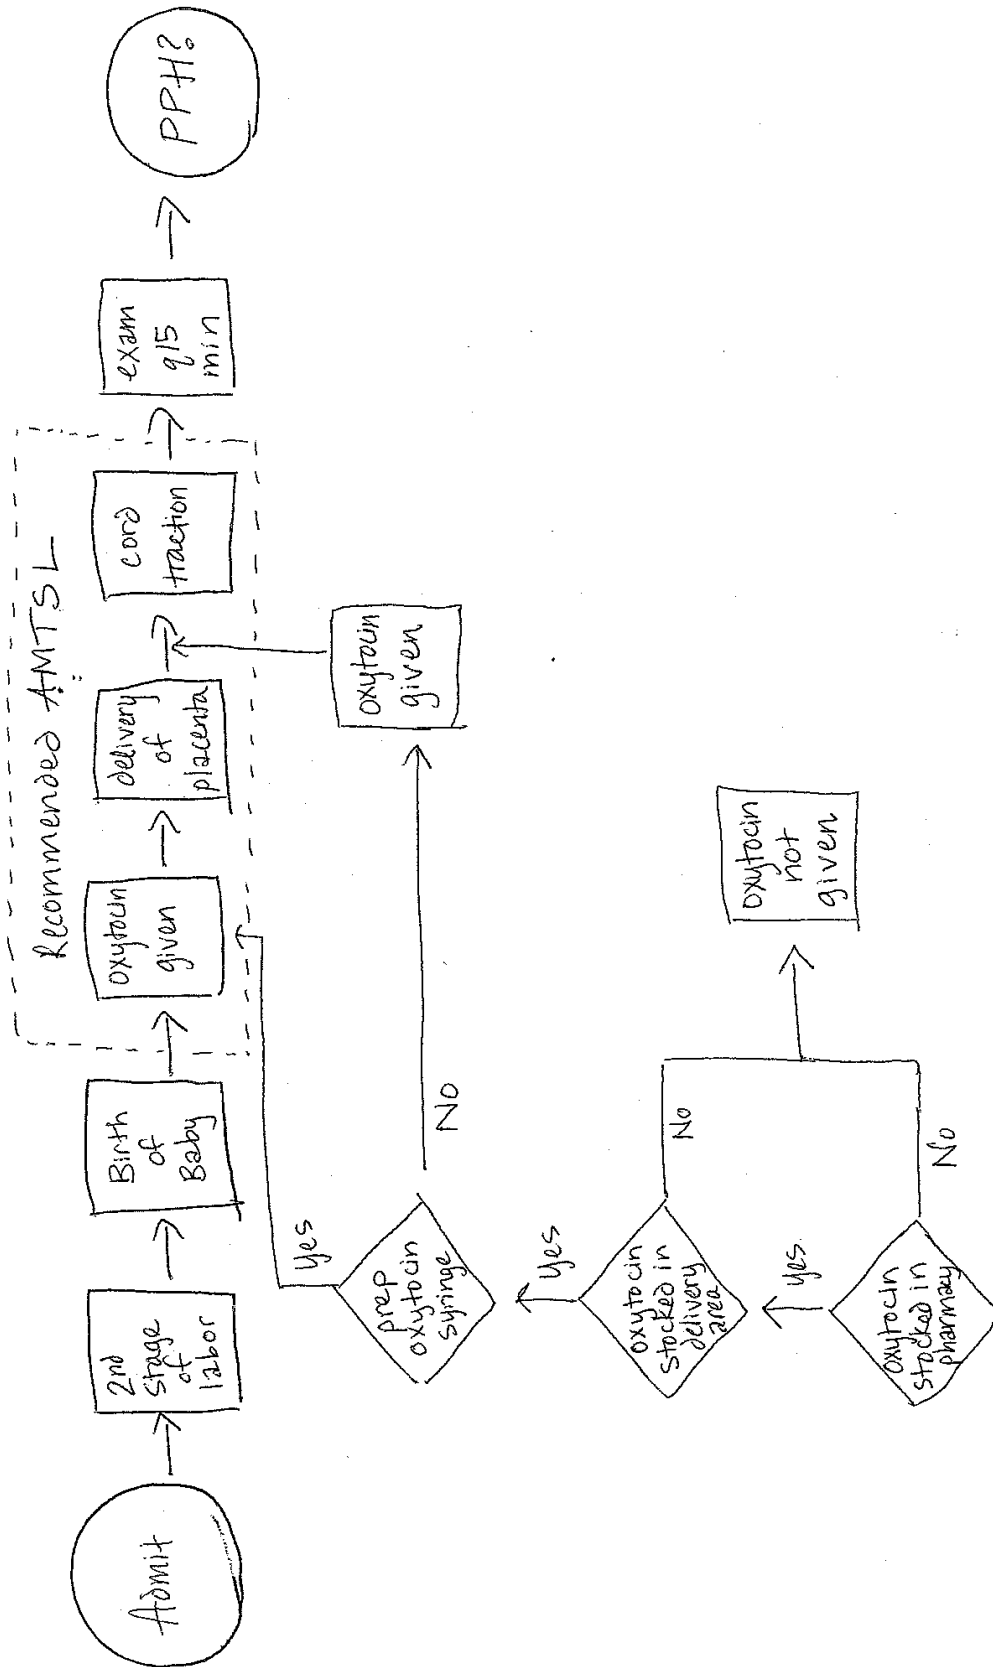 Recommended AMTSL
Admit
2nd
Stage
of
labor
Birth
of
Baby
oxytocin
given
delivery
of
placenta
cord
traction
exam
q15
min
PPH?
Yes
prep
oxytocin
syringe
No
oxytocin
given
Yes
oxytocin
stocked in
delivery
area
No
oxytocin
not
given
Yes
oxytocin
stocked in
pharmacy
No